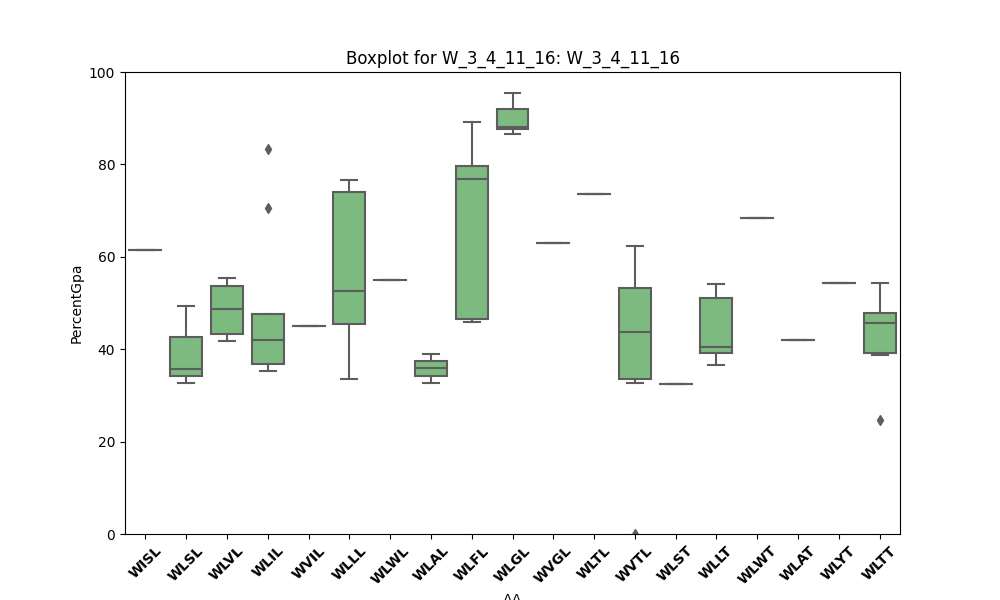 Boxplot for W_3_4_11_16: W_3_4_11_16
100
80
60
40
20
0
PercentGpa
WISL
WLSL
WLVL
WLIL
WVIL
WLLL
WLWL
WLAL
WLFL
WLGL
WVGL
WLTL
WVTL
WLST
WLLT
WLWT
WLAT
WLYT
WLTT
AA